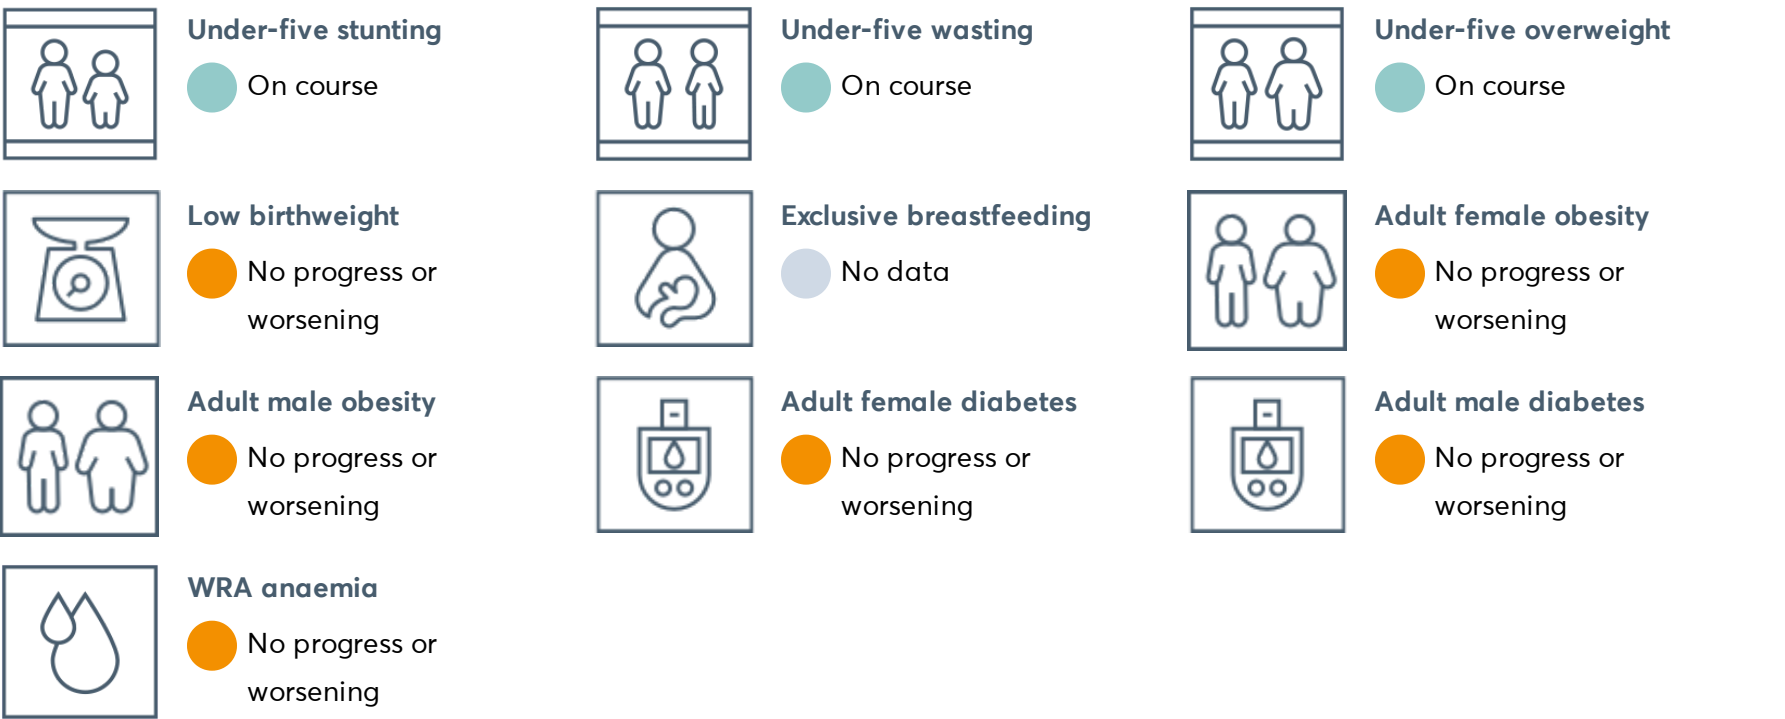 Under-five stunting
On course
Under-five wasting
On course
Under-five overweight
On course
Low birthweight
No progress or
worsening
Exclusive breastfeeding
No data
Adult female obesity
No progress or
worsening
Adult male obesity
No progress or
worsening
Adult female diabetes
No progress or
worsening
Adult male diabetes
No progress or
worsening
WRA anaemia
No progress or
worsening